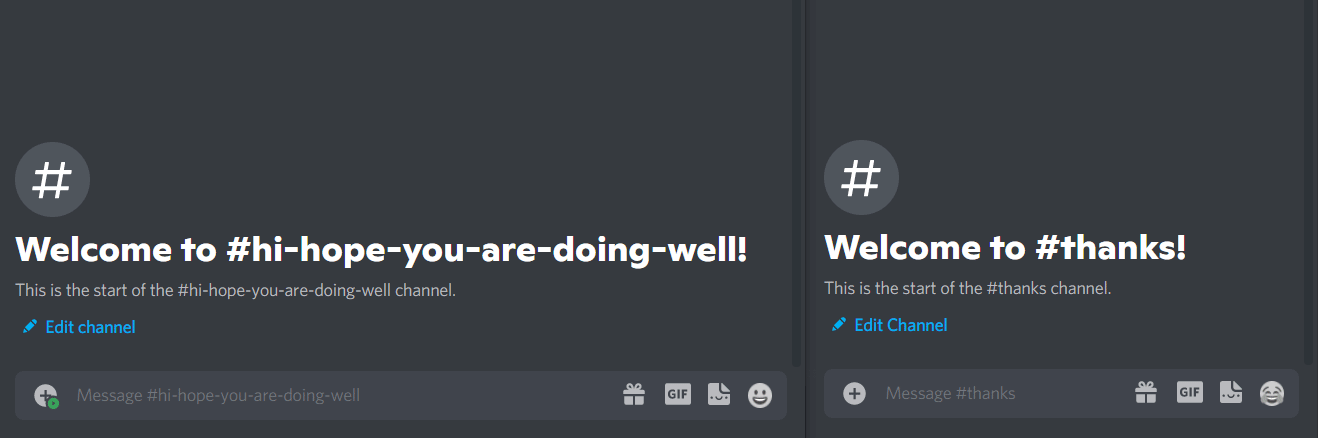 #
Welcome to #hi-hope-you-are-doing-well!
This is the start of the #hi-hope-you-are-doing-well channel.
Edit channel
Message #hi-hope-you-are-doing-well
GIF
#
Welcome to #thanks!
This is the start of the #thanks channel.
Edit Channel
Message #thanks
GIF